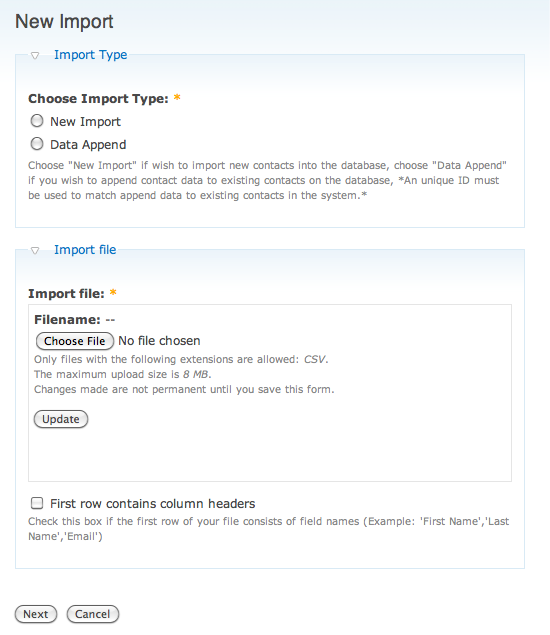 New Import
Import Type
Choose Import Type: *
New Import
Data Append
Choose "New Import" if wish to import new contacts into the database, choose "Data Append"
if you wish to append contact data to existing contacts on the database, *An unique ID must
be used to match append data to existing contacts in the system.*
Import file
Import file: *
Filename: --
Choose File No file chosen
Only files with the following extensions are allowed: CSV.
The maximum upload size is 8 MB.
Changes made are not permanent until you save this form.
Update
First row contains column headers
Check this box if the first row of your file consists of field names (Example: 'First Name','Last
Name','Email')
Next Cancel